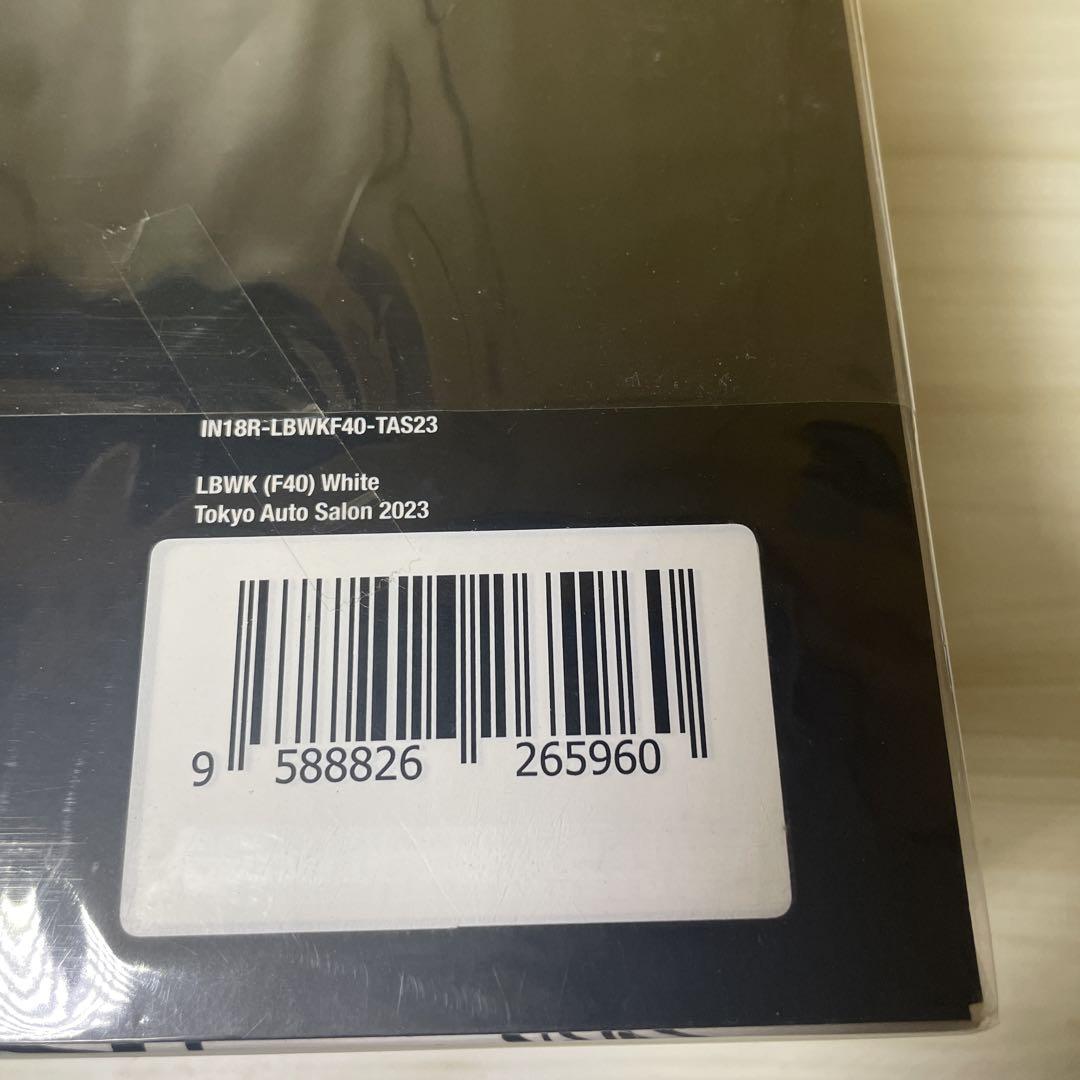 IN18R-LBWKF40-TAS23
LBWK (F40) White
Tokyo Auto Salon 2023
9 588826 265960